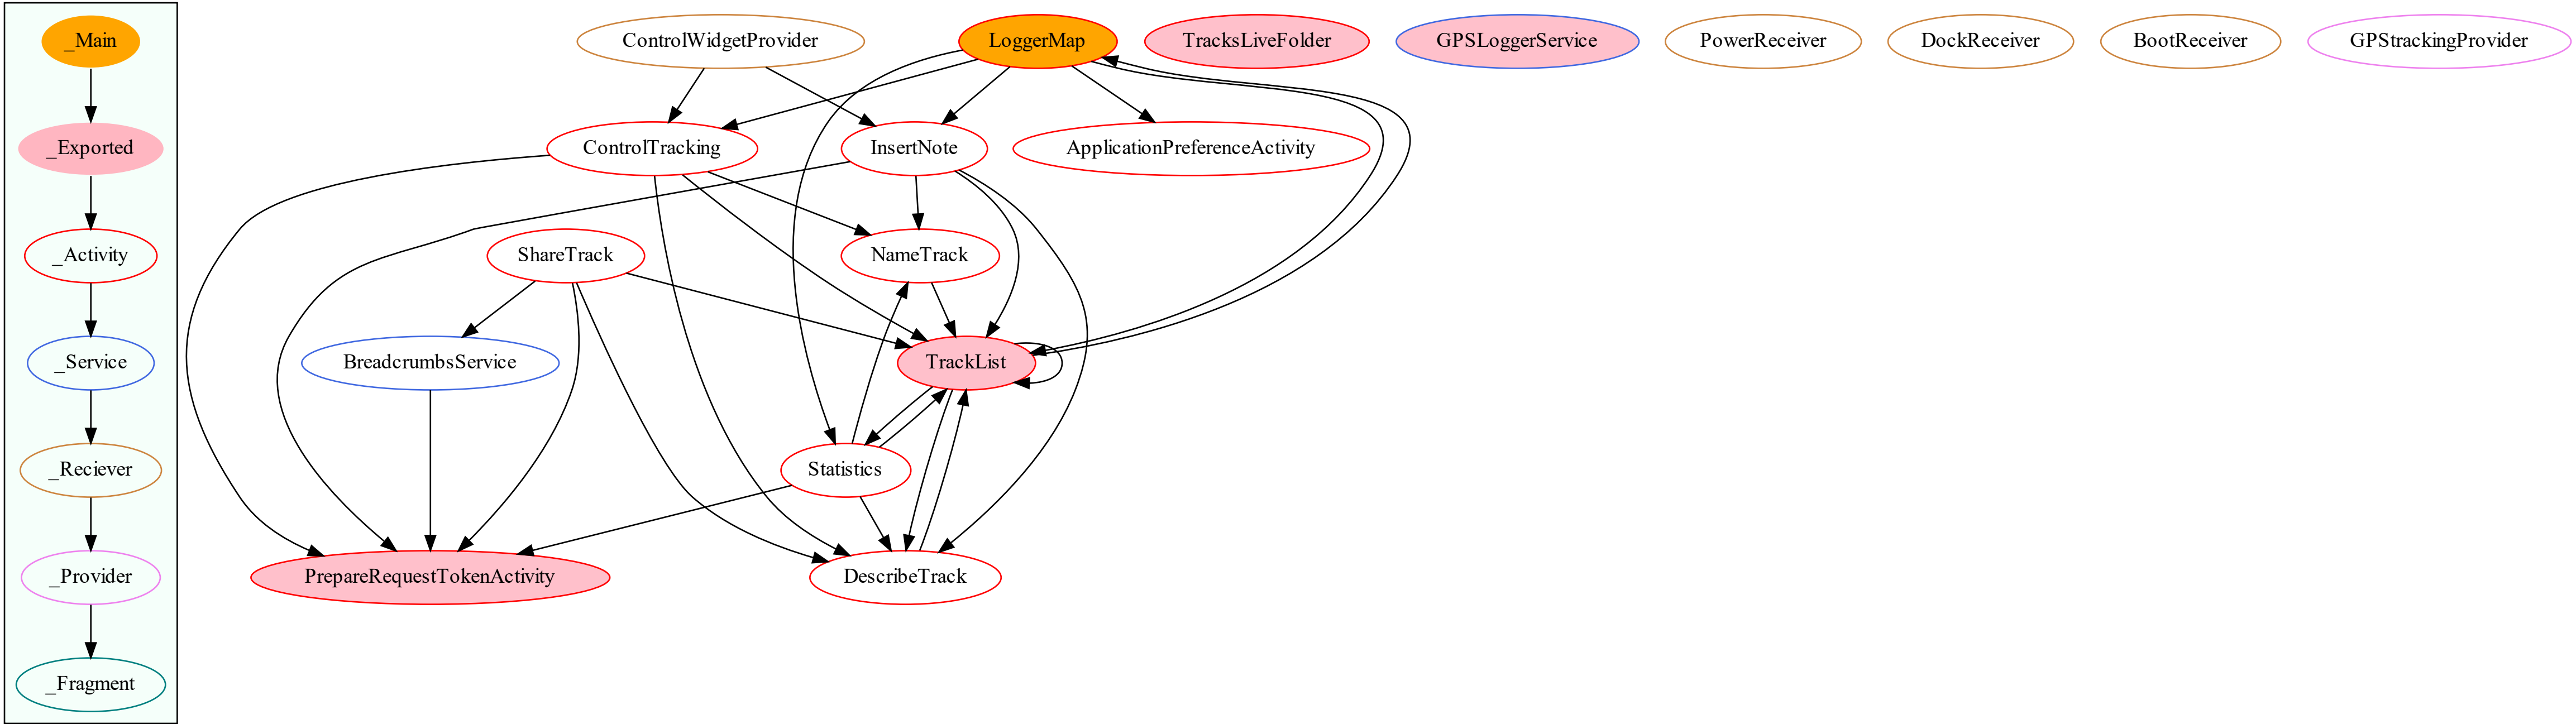 _Main
_Exported
_Activity
_Service
_Reciever
_Provider
_Fragment
ControlWidgetProvider
LoggerMap
TracksLiveFolder
GPSLoggerService
PowerReceiver
DockReceiver
BootReceiver
GPStrackingProvider
ControlTracking
InsertNote
ApplicationPreferenceActivity
ShareTrack
NameTrack
BreadcrumbsService
TrackList
Statistics
PrepareRequestTokenActivity
DescribeTrack